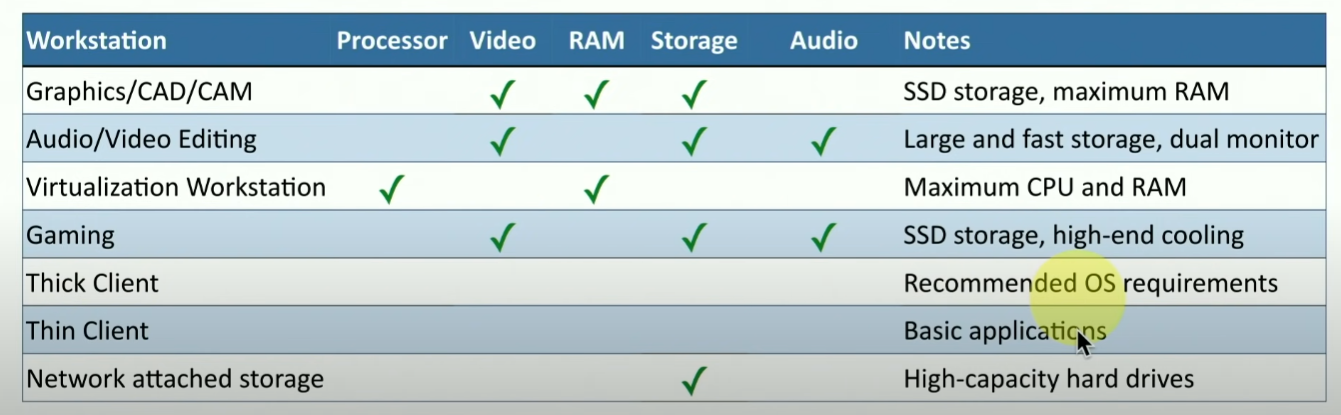 Workstation Processor Video RAM Storage Audio Notes
Graphics/CAD/CAM ✓ ✓ ✓ SSD storage, maximum RAM
Audio/Video Editing ✓ ✓ ✓ Large and fast storage, dual monitor
Virtualization Workstation ✓ ✓ Maximum CPU and RAM
Gaming ✓ ✓ ✓ SSD storage, high-end cooling
Thick Client Recommended OS requirements
Thin Client Basic applications
Network attached storage ✓ High-capacity hard drives